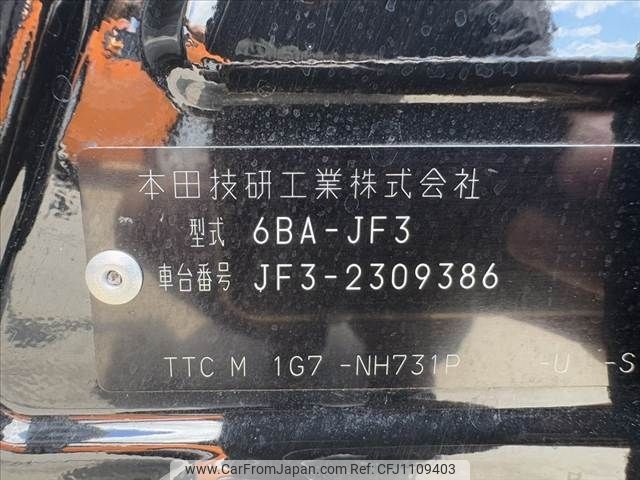 本田技研工業株式会社
型式 6BA-JF3
車台番号 JF3-2309386
TTC M 1G7 -NH731P -U -S
www.CarFromJapan.com Ref: CFJ1109403